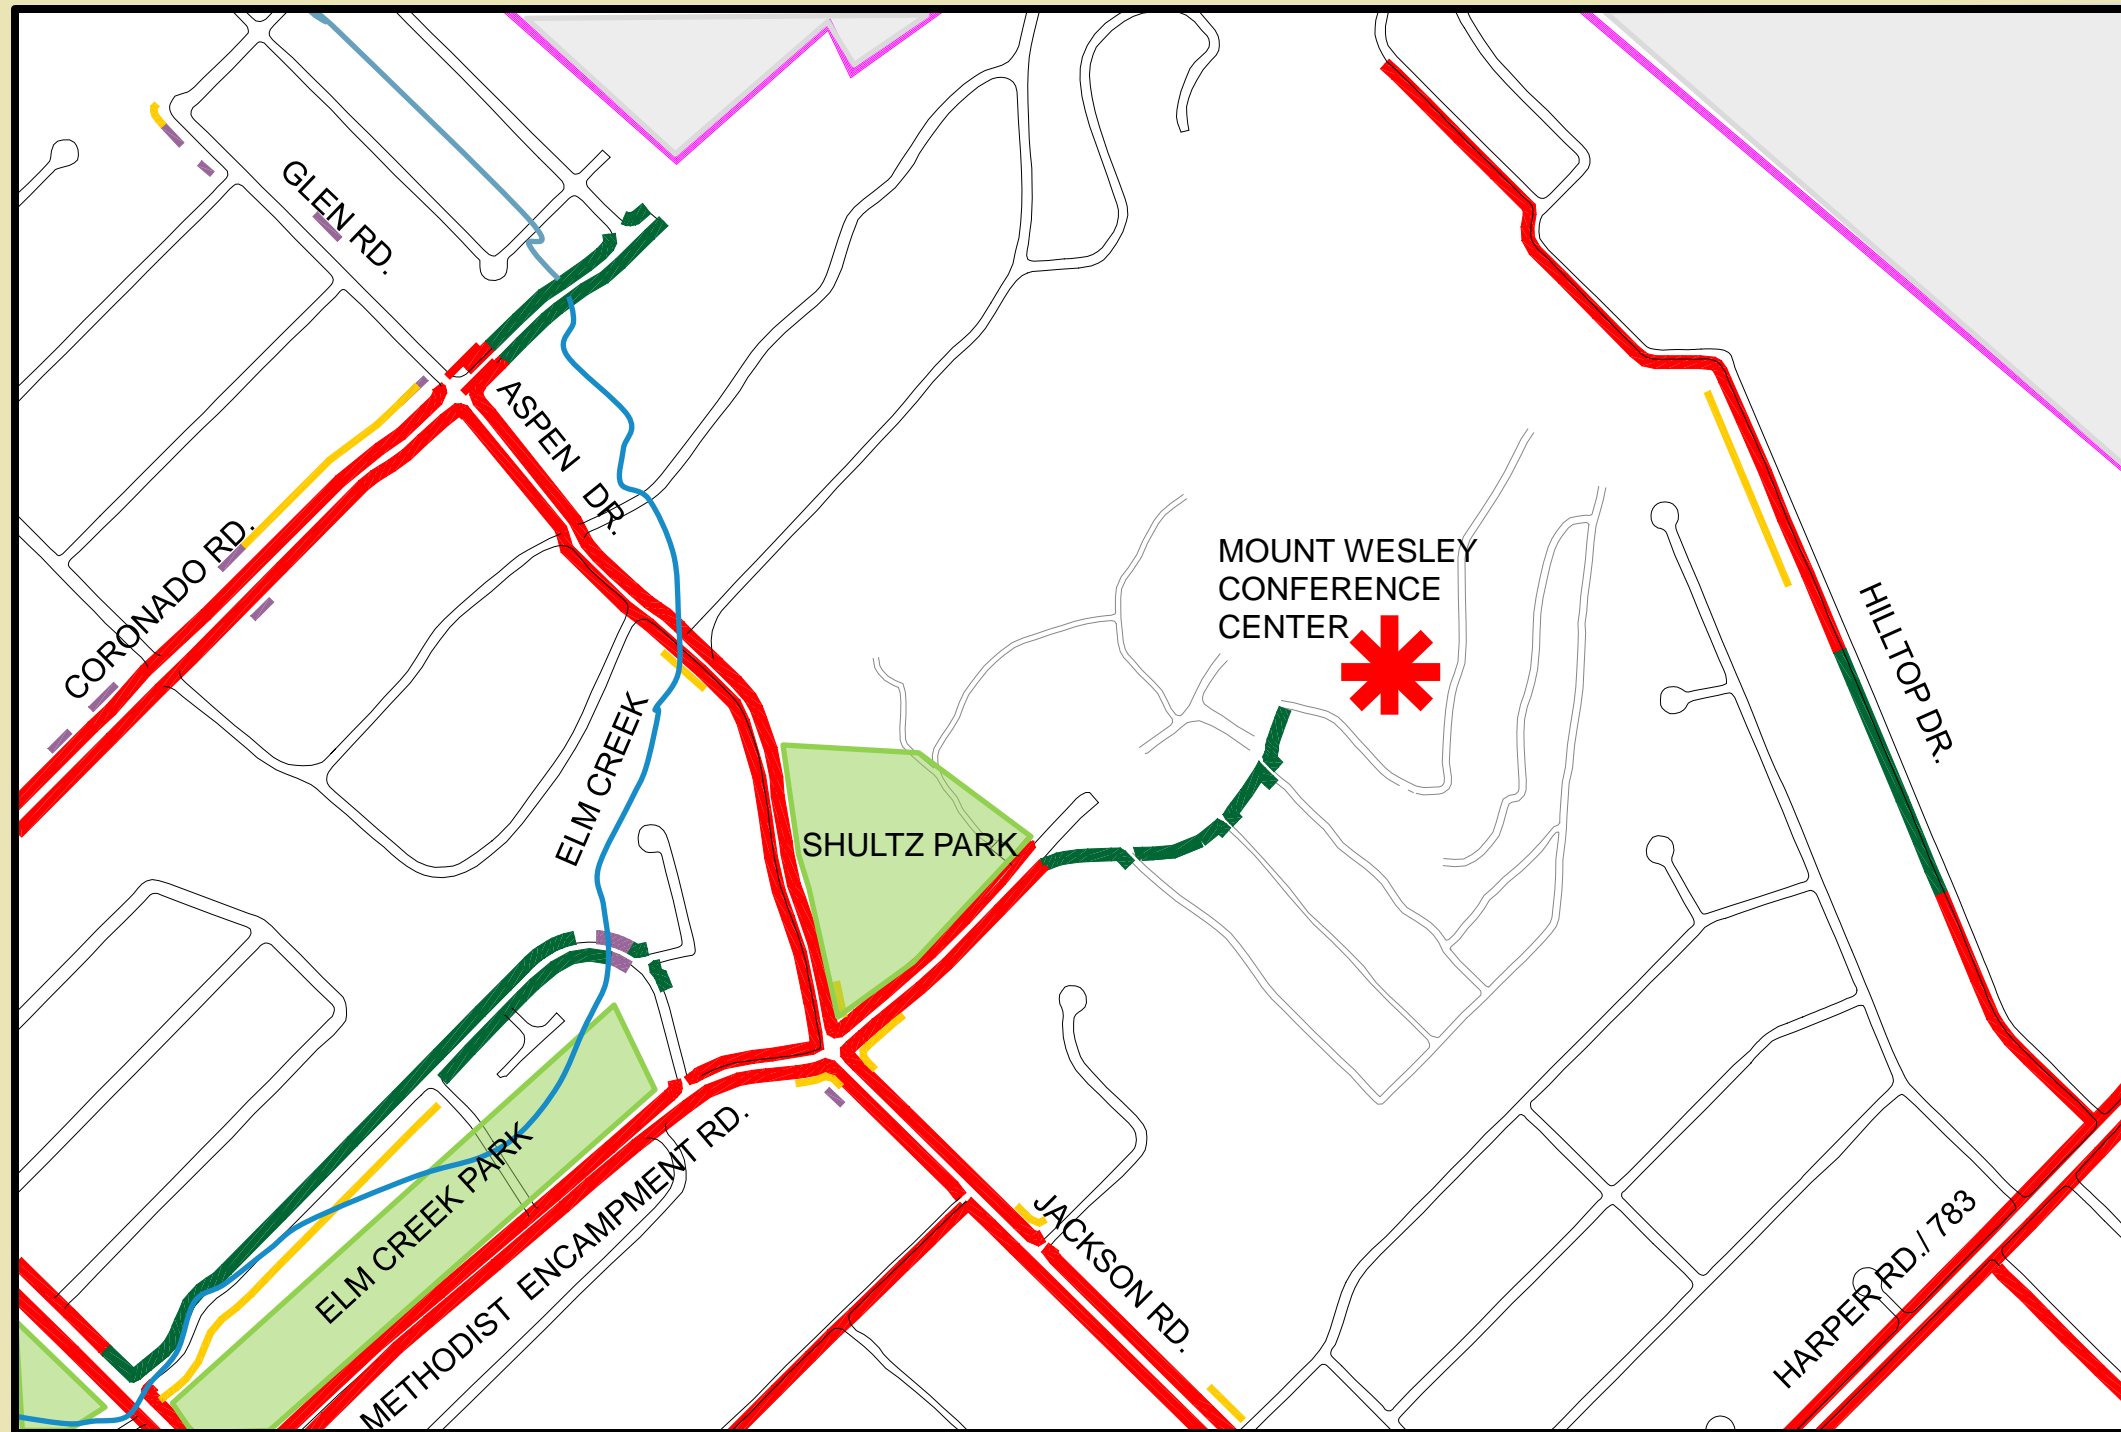 GLEN RD.
ASPEN DR.
CORONADO RD.
MOUNT WESLEY
CONFERENCE
CENTER
HILLTOP DR.
ELM CREEK
SHULTZ PARK
ELM CREEK PARK
METHODIST ENCAMPMENT RD.
JACKSON RD.
HARPER RD./ 783